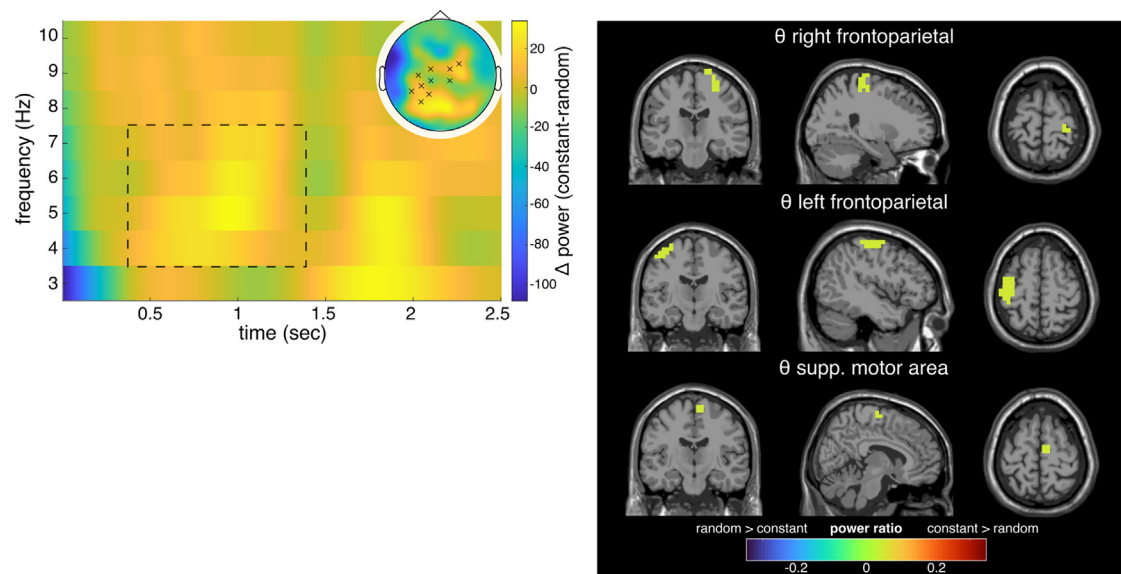 10
9
8
7
6
5
4
3
frequency (Hz)
0.5
1
1.5
2
2.5
time (sec)
20
0
-20
-40
-60
-80
-100
Δ power (constant-random)
θ right frontoparietal
θ left frontoparietal
θ supp. motor area
random > constant power ratio constant > random
-0.2 0 0.2